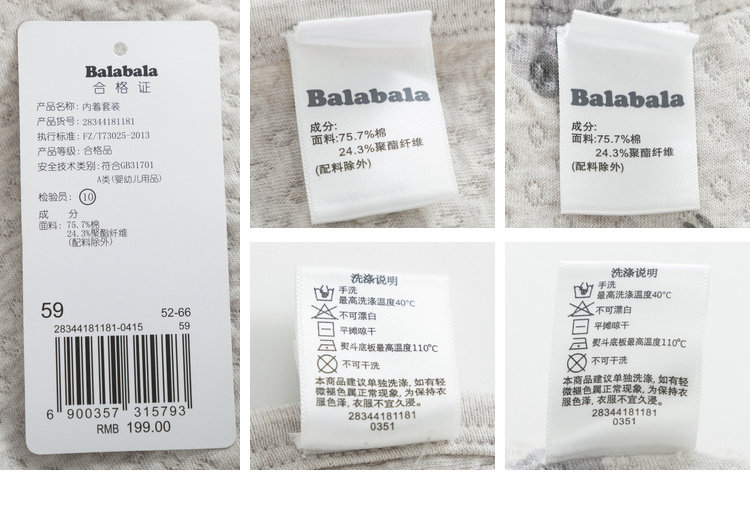 Balabala
合格证
产品名称: 内着套装
产品货号: 28344181181
执行标准: FZ/T73025-2013
产品等级: 合格品
安全技术类别: 符合GB31701
A类(婴幼儿用品)
检验员: 10
成 分
面料: 75.7%棉
24.3%聚酯纤维
(配料除外)
59
52-66
28344181181-0415
59
6 900357 315793
RMB 199.00
Balabala
成分:
面料: 75.7%棉
24.3%聚酯纤维
(配料除外)
Balabala
成分:
面料: 75.7%棉
24.3%聚酯纤维
(配料除外)
洗涤说明
手洗
最高洗涤温度40℃
不可漂白
平摊晾干
熨斗底板最高温度110℃
不可干洗
本商品建议单独洗涤, 如有轻
微褪色属正常现象, 为保持衣
服色泽, 衣服不宜久浸。
28344181181
0351
洗涤说明
手洗
最高洗涤温度40℃
不可漂白
平摊晾干
熨斗底板最高温度110℃
不可干洗
本商品建议单独洗涤, 如有轻
微褪色属正常现象, 为保持衣
服色泽, 衣服不宜久浸。
28344181181
0351